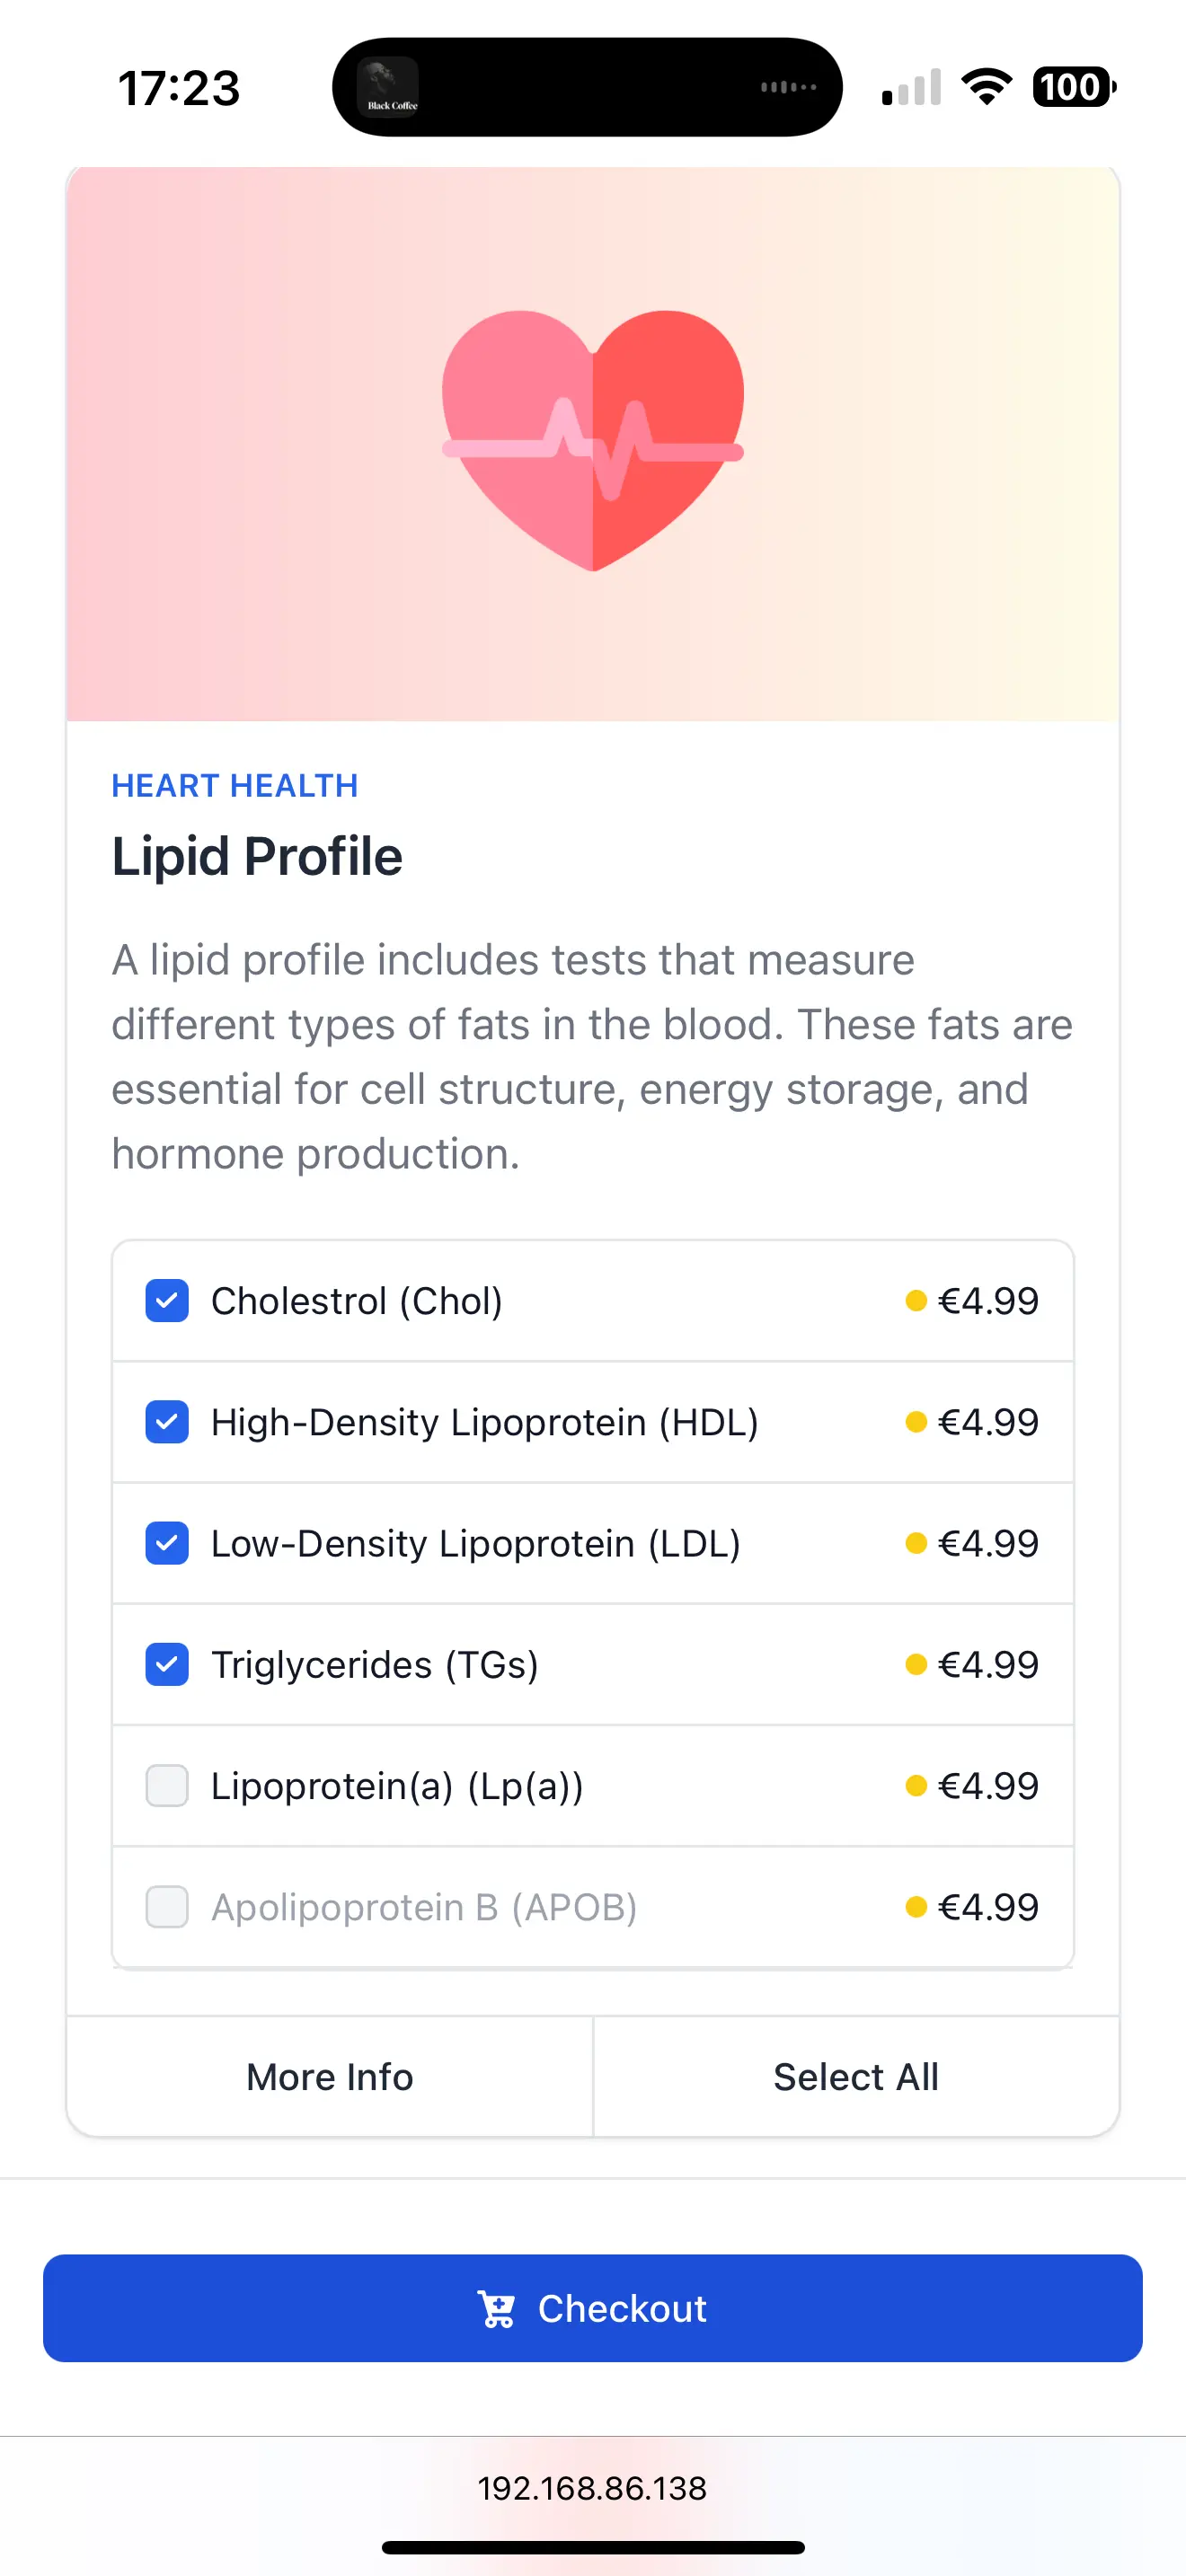 17:23
Black Coffee
100
HEART HEALTH
Lipid Profile
A lipid profile includes tests that measure
different types of fats in the blood. These fats are
essential for cell structure, energy storage, and
hormone production.
Cholestrol (Chol) €4.99
High-Density Lipoprotein (HDL) €4.99
Low-Density Lipoprotein (LDL) €4.99
Triglycerides (TGs) €4.99
Lipoprotein(a) (Lp(a)) €4.99
Apolipoprotein B (APOB) €4.99
More Info Select All
Checkout
192.168.86.138